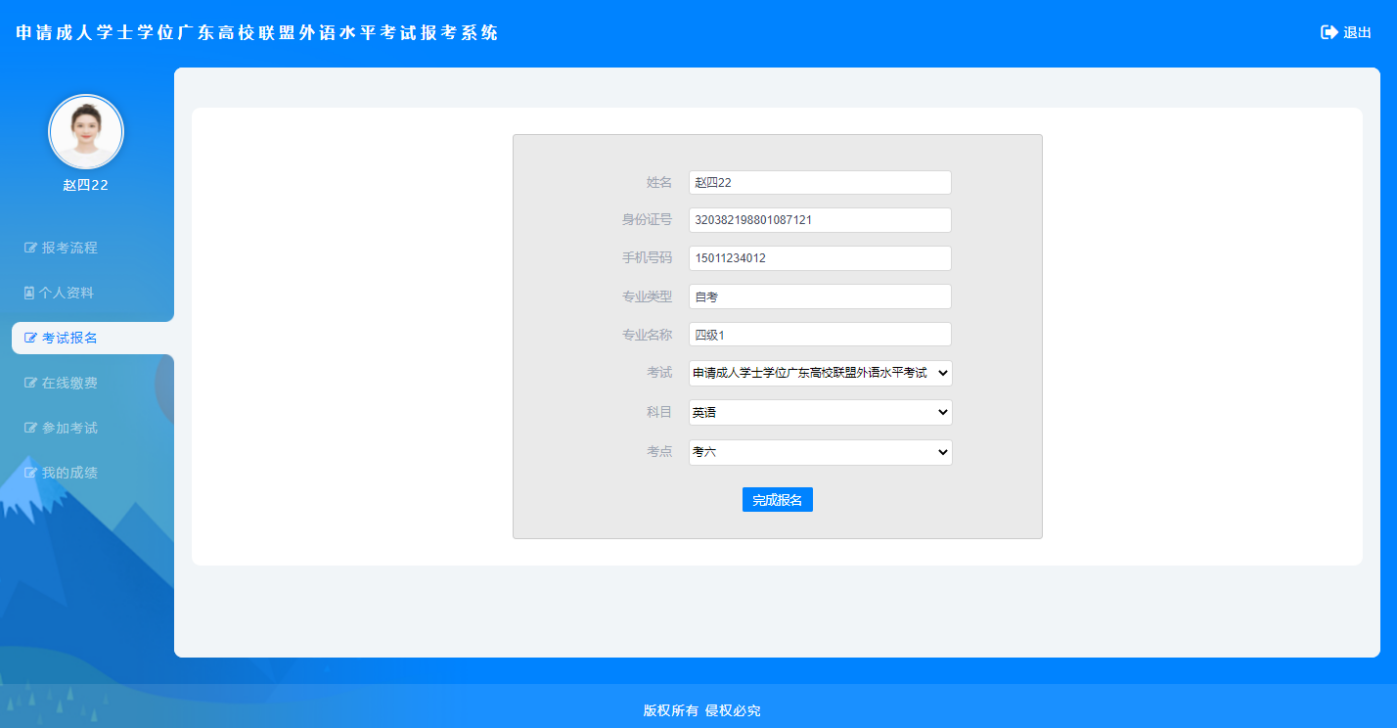 申请成人学士学位广东高校联盟外语水平考试报考系统
退出
赵四22
报考流程
个人资料
考试报名
在线缴费
参加考试
我的成绩
姓名 赵四22
身份证号 320382198801087121
手机号码 15011234012
专业类型 自考
专业名称 四级1
考试 申请成人学士学位广东高校联盟外语水平考试
科目 英语
考点 考六
完成报名
版权所有 侵权必究